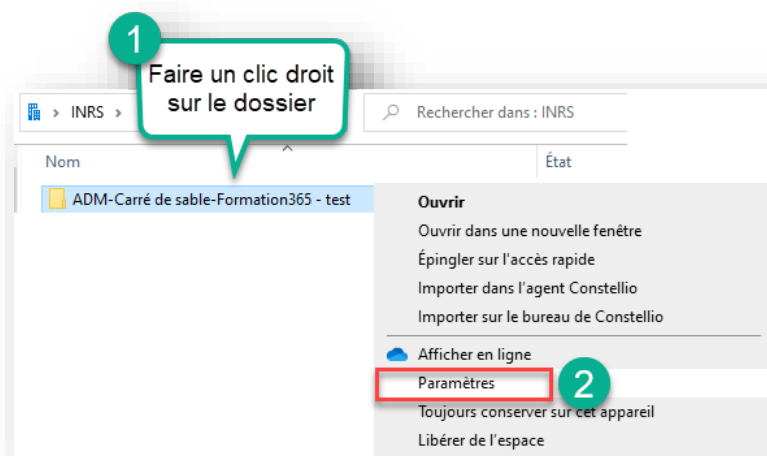 1
Faire un clic droit
sur le dossier
> INRS >
Rechercher dans : INRS
Nom
État
ADM-Carré de sable-Formation365 - test
Ouvrir
Ouvrir dans une nouvelle fenêtre
Épingler sur l'accès rapide
Importer dans l'agent Constellio
Importer sur le bureau de Constellio
Afficher en ligne
Paramètres
2
Toujours conserver sur cet appareil
Libérer de l'espace